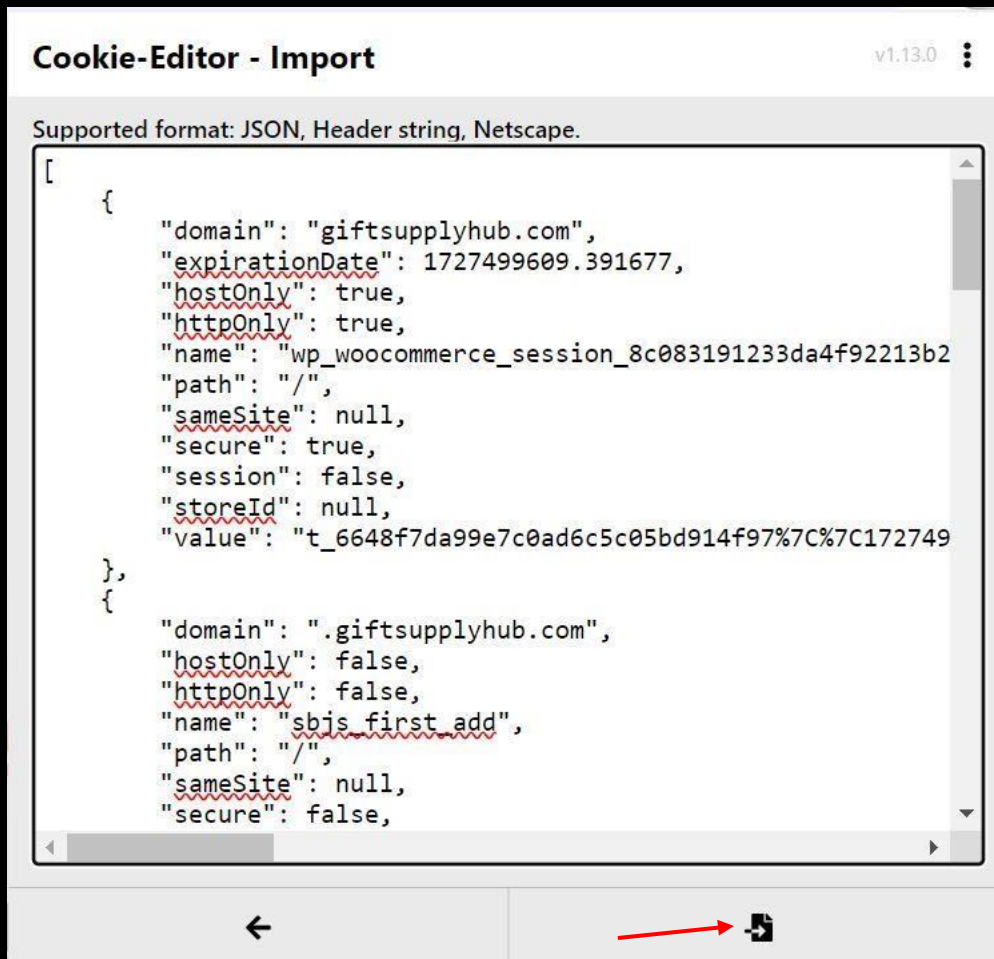 Cookie-Editor - Import
v1.13.0
Supported format: JSON, Header string, Netscape.
[
{
"domain": "giftsupplyhub.com",
"expirationDate": 1727499609.391677,
"hostOnly": true,
"httpOnly": true,
"name": "wp_woocommerce_session_8c083191233da4f92213b2
"path": "/",
"sameSite": null,
"secure": true,
"session": false,
"storeId": null,
"value": "t_6648f7da99e7c0ad6c5c05bd914f97%7C%7C172749
},
{
"domain": ".giftsupplyhub.com",
"hostOnly": false,
"httpOnly": false,
"name": "sbjs_first_add",
"path": "/",
"sameSite": null,
"secure": false,